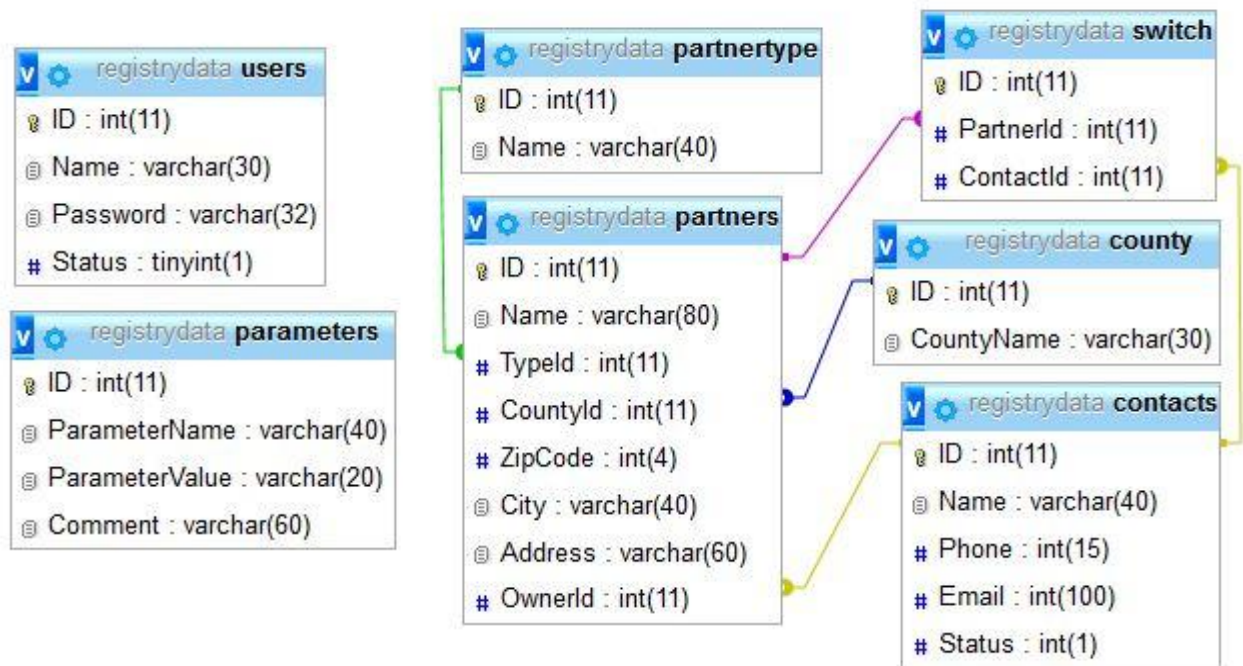 registrydata users
ID : int(11)
Name : varchar(30)
Password : varchar(32)
# Status : tinyint(1)
registrydata parameters
ID : int(11)
ParameterName : varchar(40)
ParameterValue : varchar(20)
Comment : varchar(60)
v registrydata partnertype
ID : int(11)
Name : varchar(40)
registrydata partners
ID : int(11)
Name : varchar(80)
# TypeId : int(11)
# CountyId : int(11)
# ZipCode : int(4)
City : varchar(40)
Address : varchar(60)
# OwnerId : int(11)
registrydata switch
ID : int(11)
# PartnerId : int(11)
# ContactId : int(11)
registrydata county
ID : int(11)
CountyName : varchar(30)
registrydata contacts
ID : int(11)
Name : varchar(40)
# Phone : int(15)
# Email : int(100)
# Status : int(1)